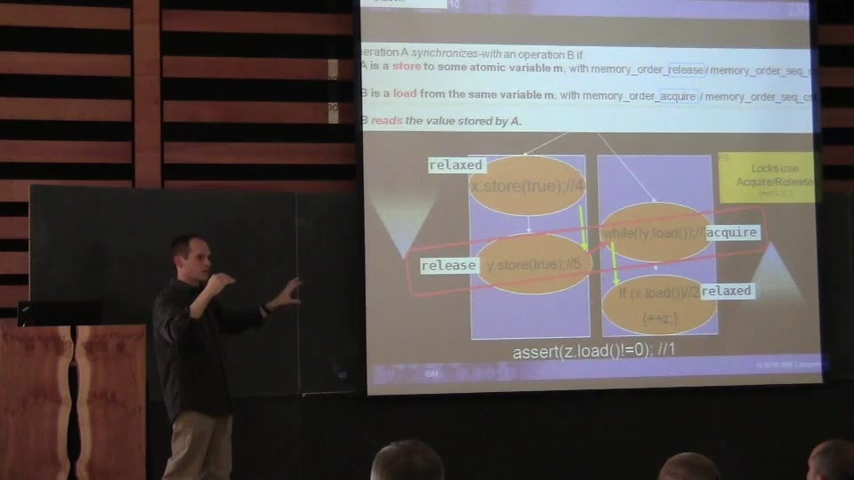 eration A synchronizes-with an operation B if
A is a store to some atomic variable m, with memory_order_release/memory_order_seq_c
B is a load from the same variable m, with memory_order_acquire/memory_order_seq_cs
B reads the value stored by A.
relaxed
x.store(true);//4
Locks use
Acquire/Release
while(!y.load());//
acquire
release
y.store(true);//5
If (x.load())//2
relaxed
{++z;}
assert(z.load()!=0); //1
IBM